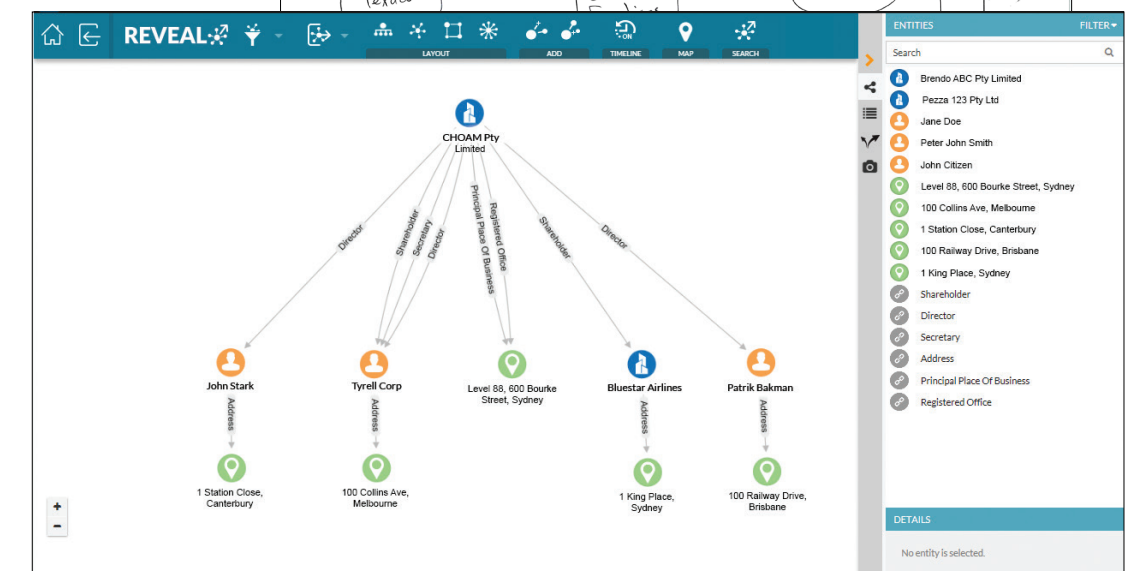 REVEAL
LAYOUT
ADD
ON
TIMELINE
MAP
SEARCH
CHOAM Pty
Limited
Director
Shareholder
Secretary
Director
Principal Place Of Business
Registered Office
Shareholder
Director
John Stark
Tyrell Corp
Level 88, 600 Bourke
Street, Sydney
Bluestar Airlines
Patrik Bakman
Address
Address
Address
Address
1 Station Close,
Canterbury
100 Collins Ave,
Melbourne
1 King Place,
Sydney
100 Railway Drive,
Brisbane
+
-
ENTITIES
FILTER
Search
Brendo ABC Pty Limited
Pezza 123 Pty Ltd
Jane Doe
Peter John Smith
John Citizen
Level 88, 600 Bourke Street, Sydney
100 Collins Ave, Melbourne
1 Station Close, Canterbury
100 Railway Drive, Brisbane
1 King Place, Sydney
Shareholder
Director
Secretary
Address
Principal Place Of Business
Registered Office
DETAILS
No entity is selected.